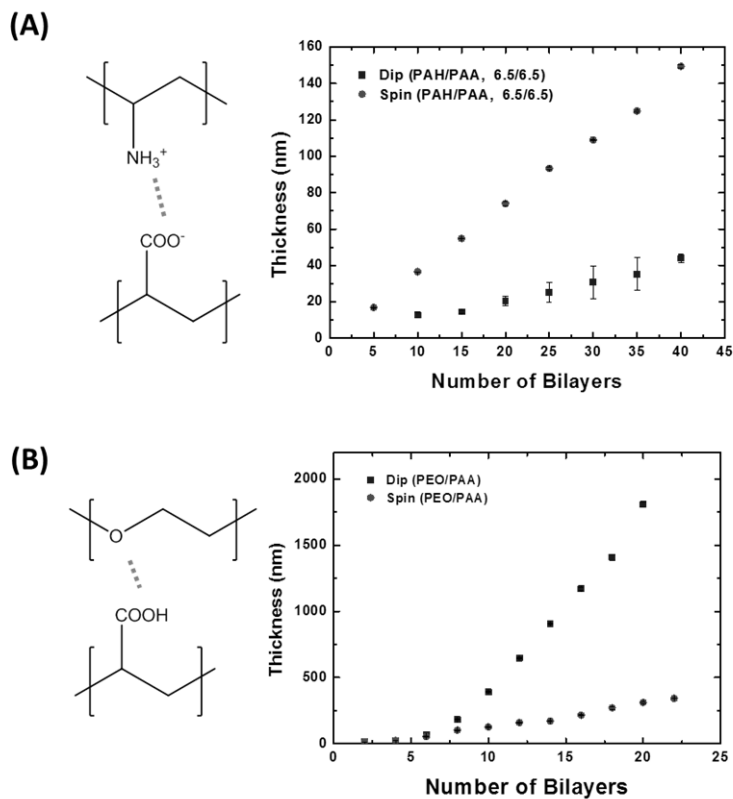 (A)
NH₃⁺
COO⁻
Thickness (nm)
160
140
120
100
80
60
40
20
0
Dip (PAH/PAA, 6.5/6.5)
Spin (PAH/PAA, 6.5/6.5)
0 5 10 15 20 25 30 35 40 45
Number of Bilayers
(B)
O
COOH
Thickness (nm)
2000
1500
1000
500
0
Dip (PEO/PAA)
Spin (PEO/PAA)
0 5 10 15 20 25
Number of Bilayers